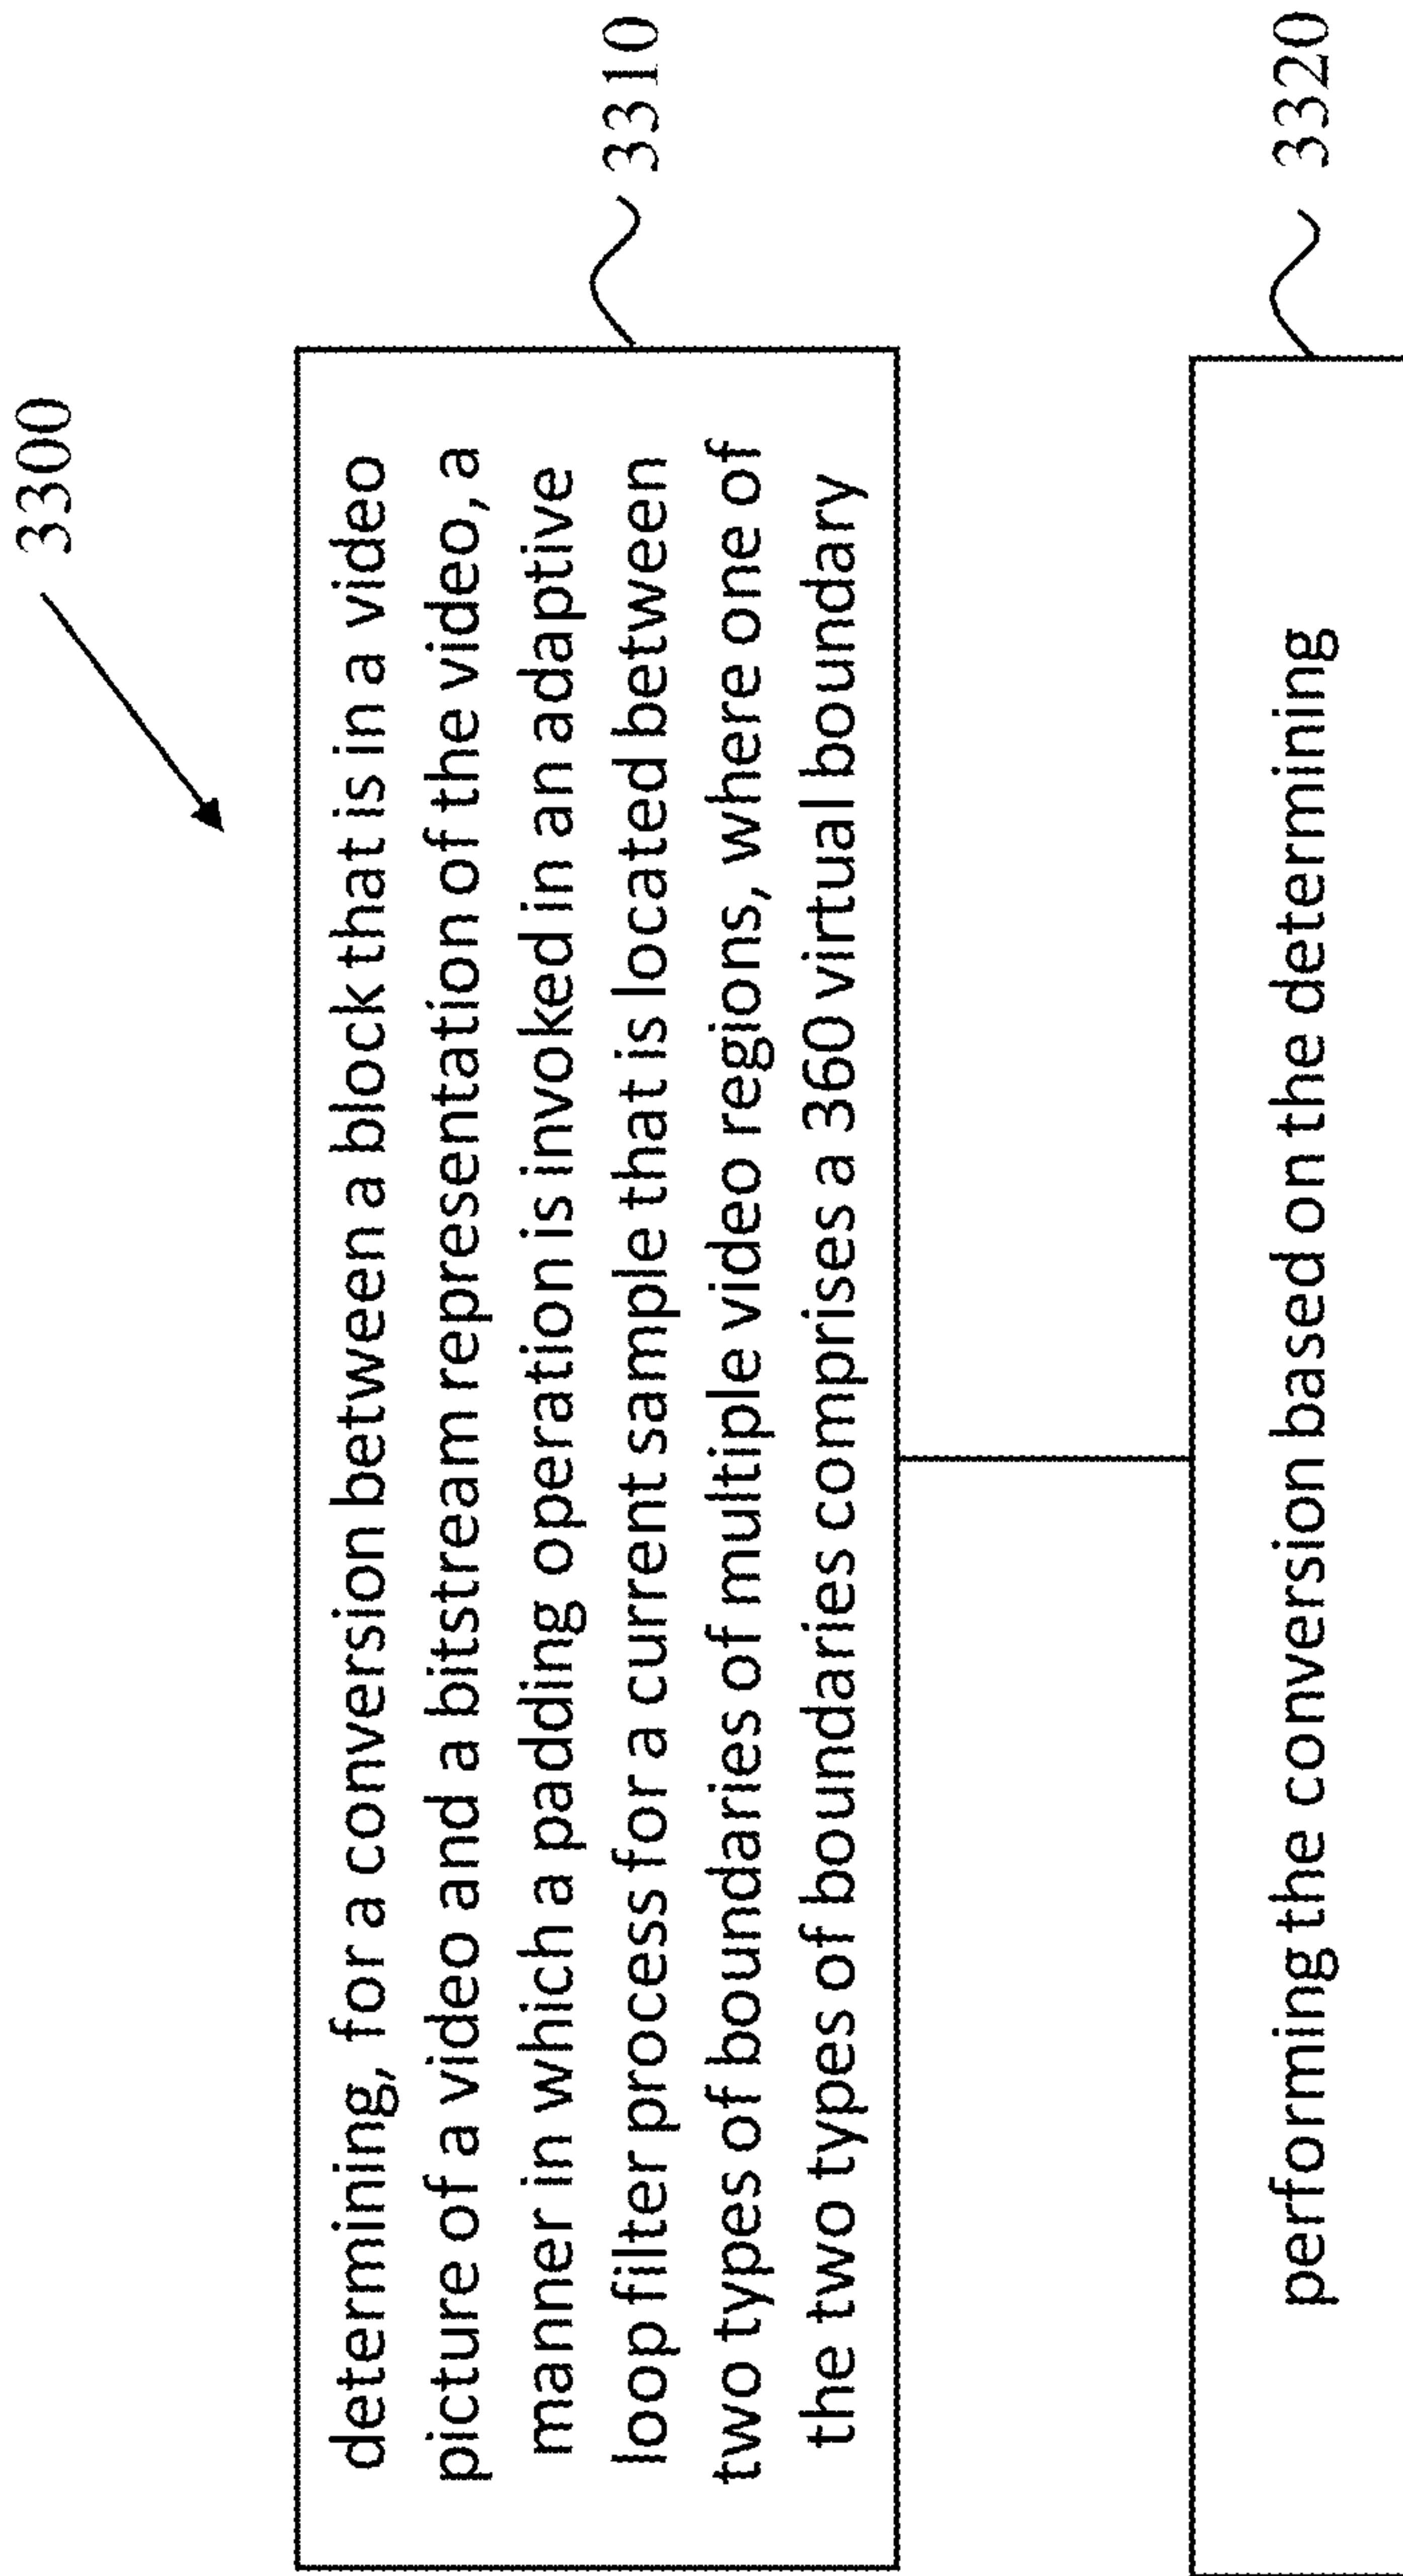 3300
determining, for a conversion between a block that is in a video
picture of a video and a bitstream representation of the video, a
manner in which a padding operation is invoked in an adaptive
loop filter process for a current sample that is located between
two types of boundaries of multiple video regions, where one of
the two types of boundaries comprises a 360 virtual boundary
3310
performing the conversion based on the determining
3320